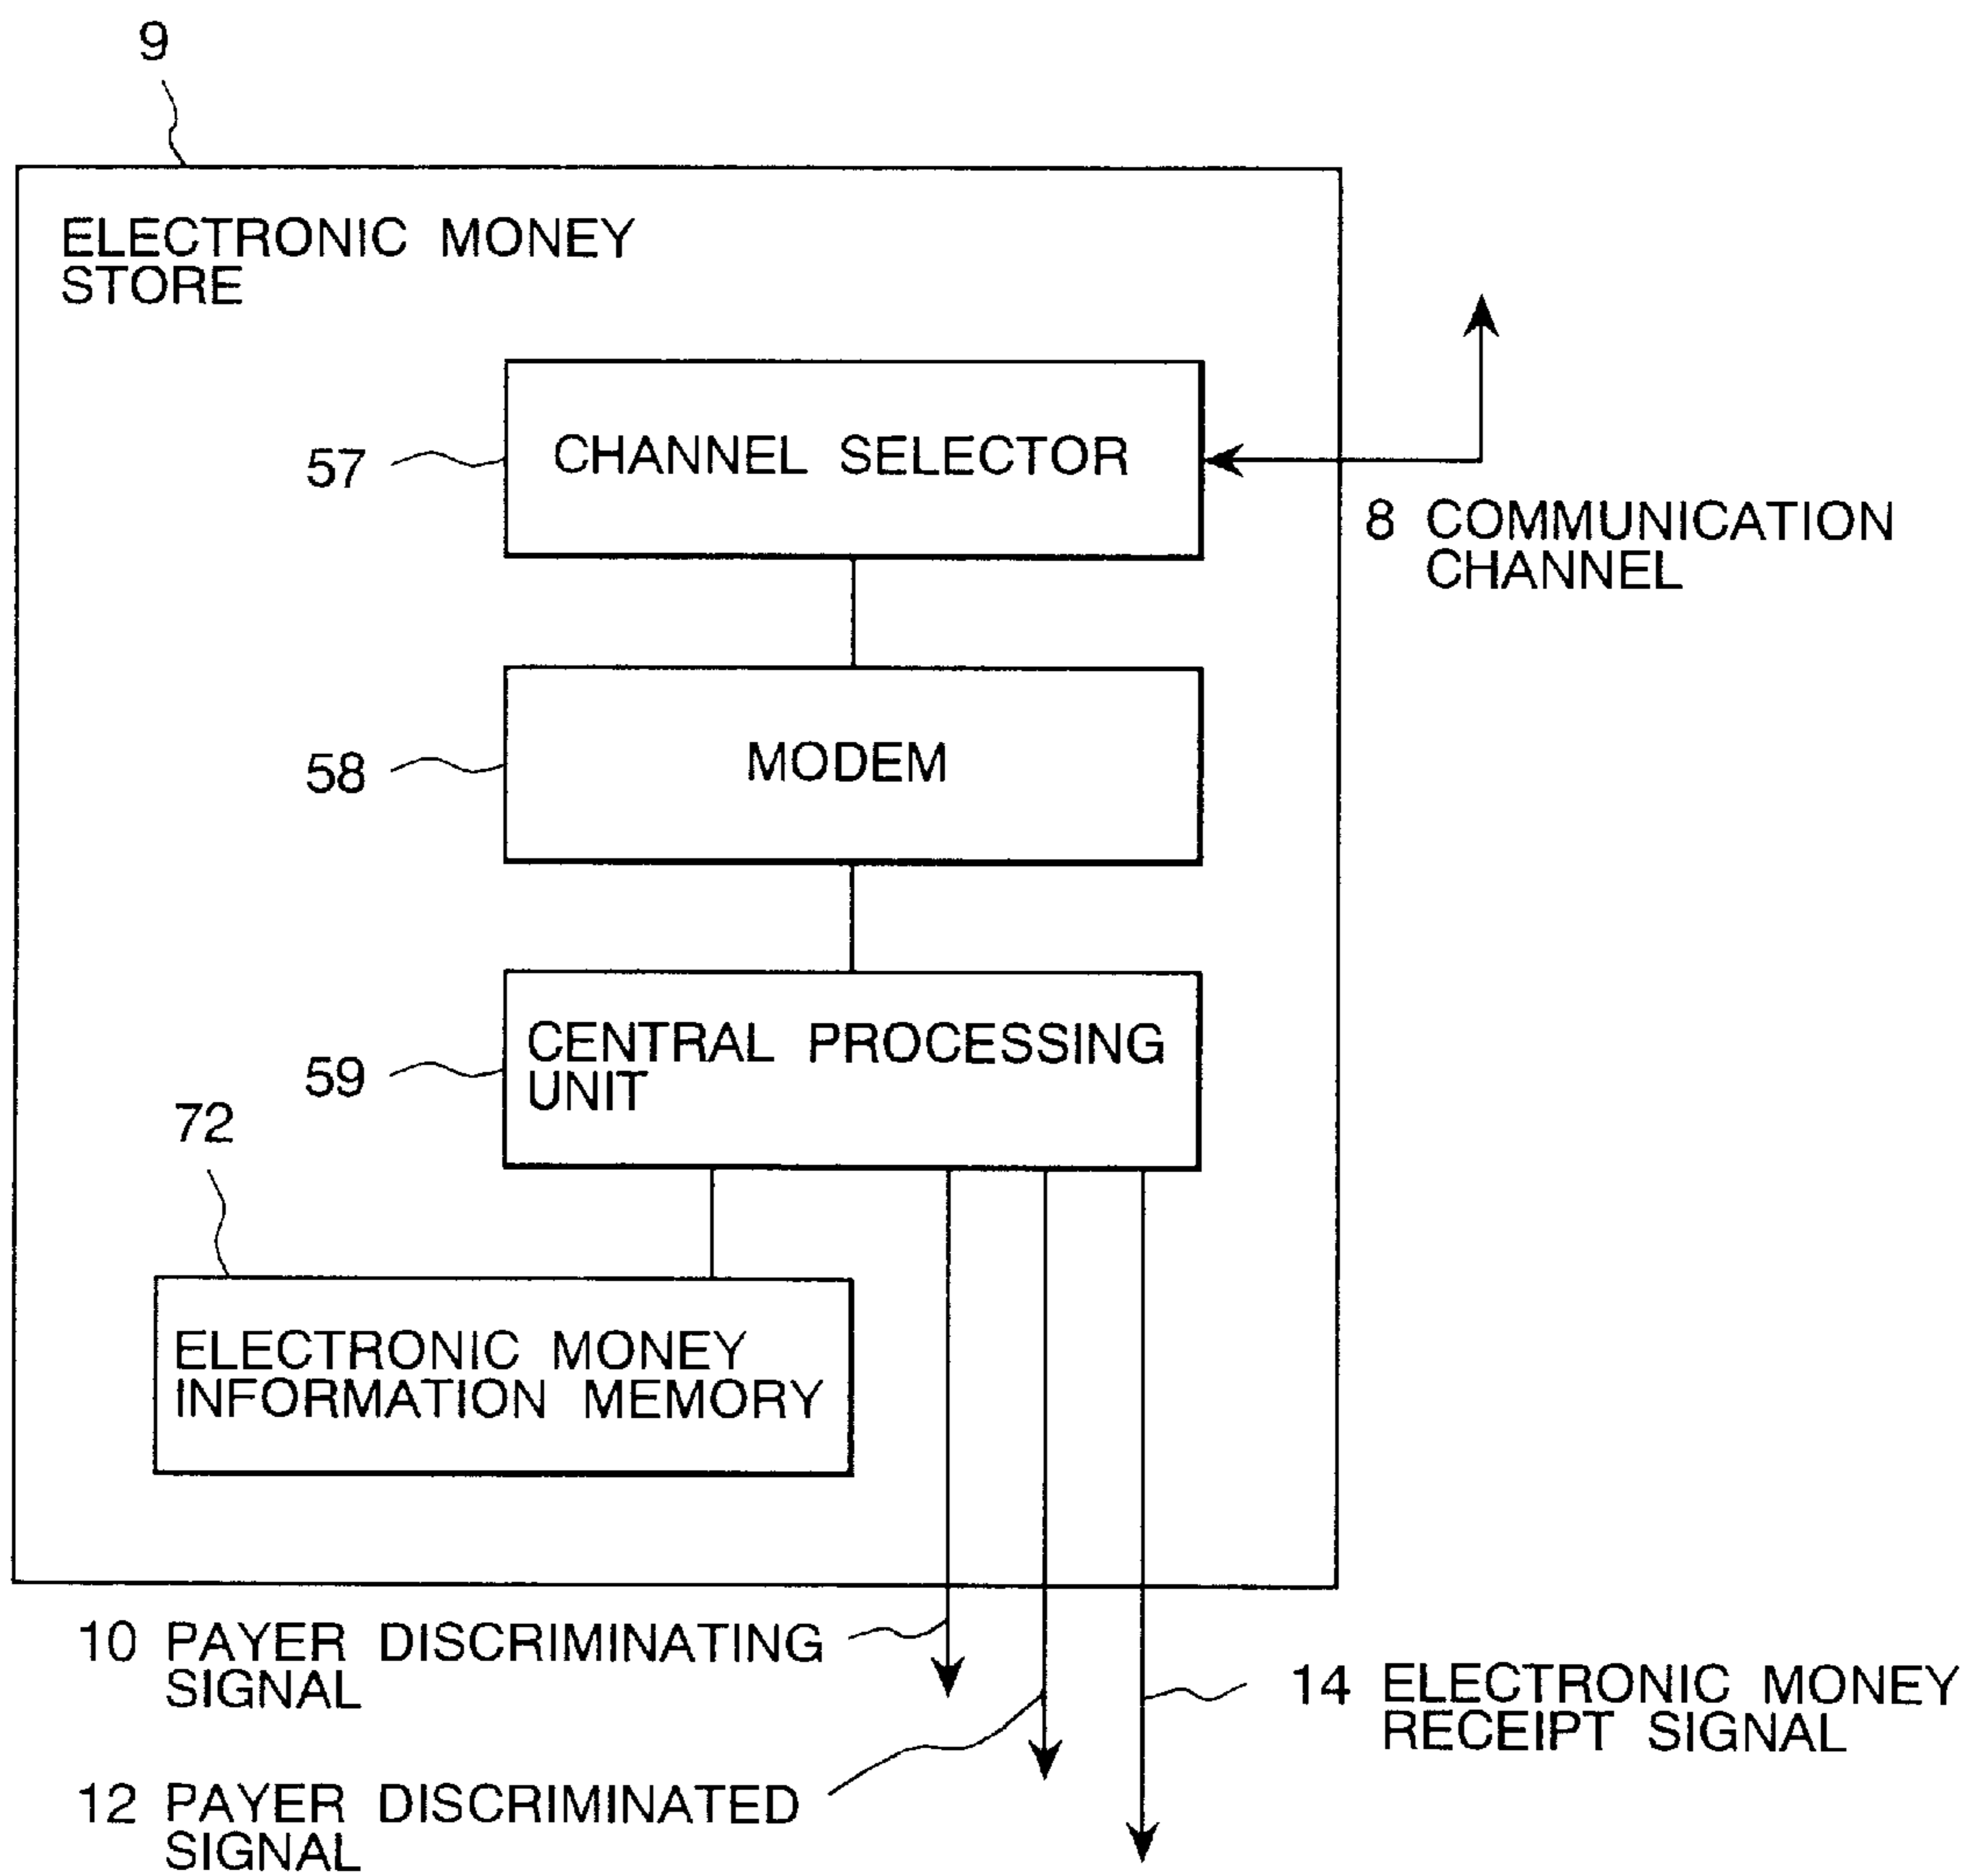 9
ELECTRONIC MONEY
STORE
57
CHANNEL SELECTOR
8 COMMUNICATION
CHANNEL
58
MODEM
59
CENTRAL PROCESSING
UNIT
72
ELECTRONIC MONEY
INFORMATION MEMORY
10 PAYER DISCRIMINATING
SIGNAL
14 ELECTRONIC MONEY
RECEIPT SIGNAL
12 PAYER DISCRIMINATED
SIGNAL